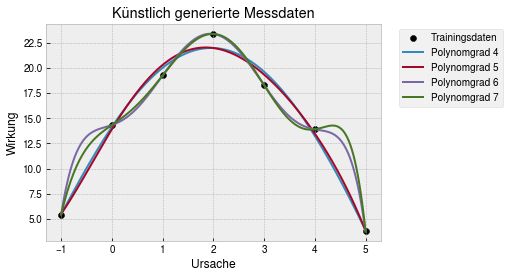 Künstlich generierte Messdaten
22.5
20.0
17.5
15.0
12.5
10.0
7.5
5.0
Wirkung
−1
0
1
2
3
4
5
Ursache
Trainingsdaten
Polynomgrad 4
Polynomgrad 5
Polynomgrad 6
Polynomgrad 7